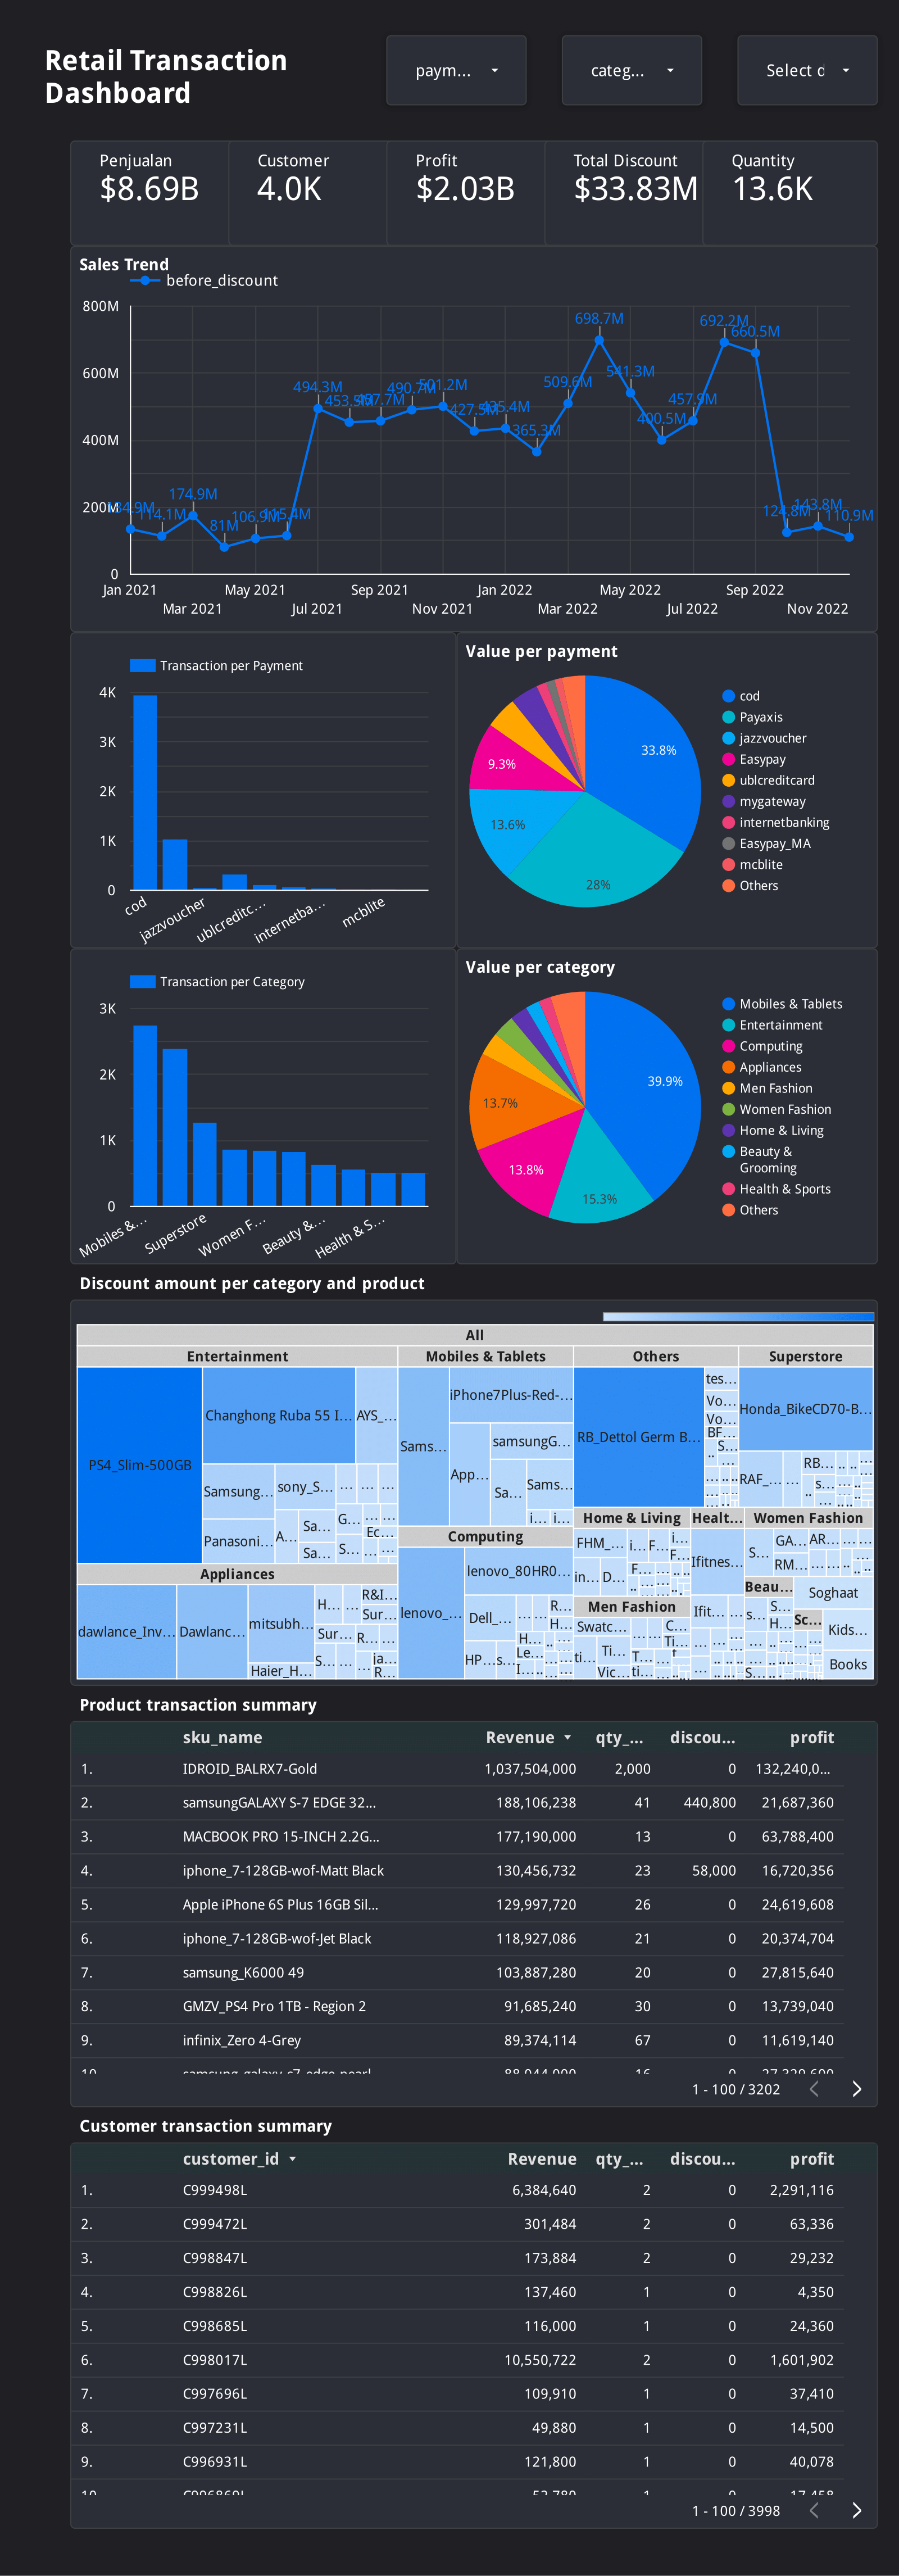 Retail Transaction
Dashboard
paym...
categ...
Select d
Penjualan
$8.69B
Customer
4.0K
Profit
$2.03B
Total Discount
$33.83M
Quantity
13.6K
Sales Trend
before_discount
800M
600M
400M
200M
0
114.1M
174.9M
81M
106.9M
115.4M
494.3M
490.7M
501.2M
365.3M
509.6M
698.7M
541.3M
400.5M
457.9M
692.2M
660.5M
124.8M
143.8M
110.9M
Jan 2021
Mar 2021
May 2021
Jul 2021
Sep 2021
Nov 2021
Jan 2022
Mar 2022
May 2022
Jul 2022
Sep 2022
Nov 2022
Transaction per Payment
4K
3K
2K
1K
0
cod
jazzvoucher
ublcreditc...
internetba...
mcblite
Value per payment
33.8%
28%
13.6%
9.3%
cod
Payaxis
jazzvoucher
Easypay
ublcreditcard
mygateway
internetbanking
Easypay_MA
mcblite
Others
Transaction per Category
3K
2K
1K
0
Mobiles &...
Superstore
Women F...
Beauty &...
Health & S...
Value per category
39.9%
15.3%
13.8%
13.7%
Mobiles & Tablets
Entertainment
Computing
Appliances
Men Fashion
Women Fashion
Home & Living
Beauty &
Grooming
Health & Sports
Others
Discount amount per category and product
All
Entertainment
PS4_Slim-500GB
Changhong Ruba 55 I...
AYS_...
Samsung...
sony_S...
Panasoni...
A...
Sa...
Sa...
G...
S...
Ec...
Appliances
dawlance_Inv...
Dawlanc...
mitsubh...
Haier_H...
H...
Sur...
S...
R&I...
Sur...
R...
ja...
R...
Mobiles & Tablets
Sams...
iPhone7Plus-Red-...
App...
samsungG...
Sa...
Sams...
i...
i...
Computing
lenovo_...
lenovo_80HR0...
Dell_...
HP...
s...
R...
H...
H...
Le...
I...
Others
RB_Dettol Germ B...
tes...
Vo...
Vo...
BF...
S...
Superstore
Honda_BikeCD70-B...
RAF_...
RB...
s...
Home & Living
FHM_...
i...
F...
i...
F...
in...
D...
F...
Men Fashion
Swatc...
C...
ti...
Ti...
Ti...
Vic...
T...
ti...
Healt...
Ifitnes...
Ifit...
Women Fashion
S...
GA...
AR...
RM...
Beau...
s...
S...
H...
S...
Soghaat
Sc...
Kids...
Books
Product transaction summary
sku_name Revenue qty_... discou... profit
1. IDROID_BALRX7-Gold 1,037,504,000 2,000 0 132,240,0...
2. samsungGALAXY S-7 EDGE 32... 188,106,238 41 440,800 21,687,360
3. MACBOOK PRO 15-INCH 2.2G... 177,190,000 13 0 63,788,400
4. iphone_7-128GB-wof-Matt Black 130,456,732 23 58,000 16,720,356
5. Apple iPhone 6S Plus 16GB Sil... 129,997,720 26 0 24,619,608
6. iphone_7-128GB-wof-Jet Black 118,927,086 21 0 20,374,704
7. samsung_K6000 49 103,887,280 20 0 27,815,640
8. GMZV_PS4 Pro 1TB - Region 2 91,685,240 30 0 13,739,040
9. infinix_Zero 4-Grey 89,374,114 67 0 11,619,140
1 - 100 / 3202
Customer transaction summary
customer_id Revenue qty_... discou... profit
1. C999498L 6,384,640 2 0 2,291,116
2. C999472L 301,484 2 0 63,336
3. C998847L 173,884 2 0 29,232
4. C998826L 137,460 1 0 4,350
5. C998685L 116,000 1 0 24,360
6. C998017L 10,550,722 2 0 1,601,902
7. C997696L 109,910 1 0 37,410
8. C997231L 49,880 1 0 14,500
9. C996931L 121,800 1 0 40,078
1 - 100 / 3998